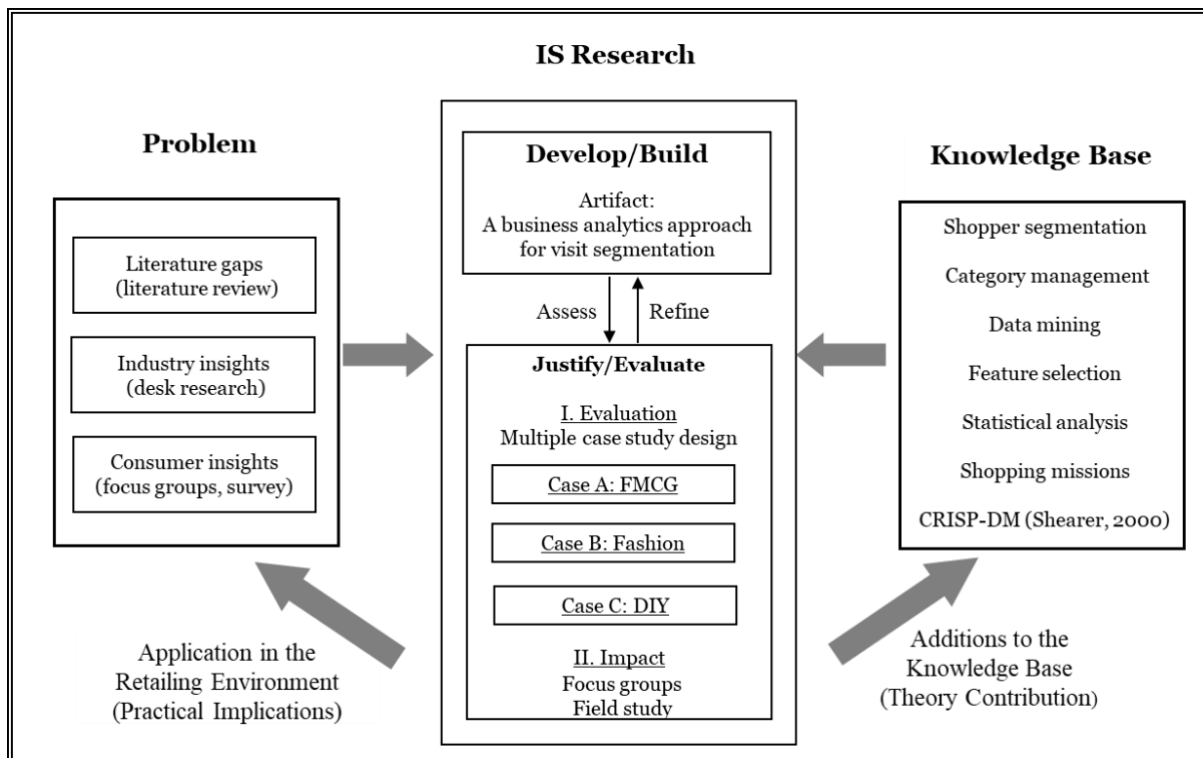 IS Research
Problem
Literature gaps
(literature review)
Industry insights
(desk research)
Consumer insights
(focus groups, survey)
Develop/Build
Artifact:
A business analytics approach
for visit segmentation
Assess
Refine
Justify/Evaluate
I. Evaluation
Multiple case study design
Case A: FMCG
Case B: Fashion
Case C: DIY
II. Impact
Focus groups
Field study
Knowledge Base
Shopper segmentation
Category management
Data mining
Feature selection
Statistical analysis
Shopping missions
CRISP-DM (Shearer, 2000)
Application in the
Retailing Environment
(Practical Implications)
Additions to the
Knowledge Base
(Theory Contribution)